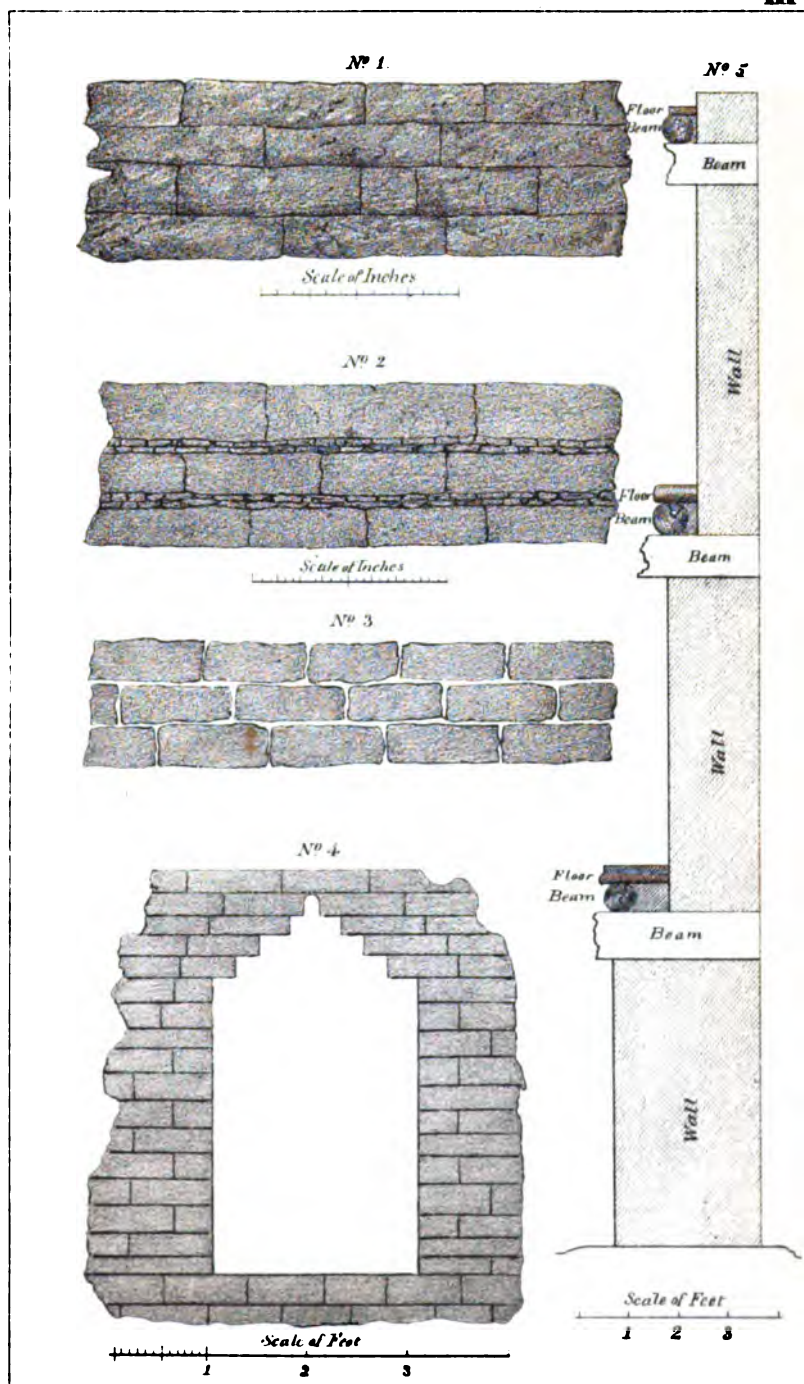 Nº 1.
Scale of Inches
Nº 2
Scale of Inches
Nº 3
Nº 4
Scale of Feet
1 2 3
Nº 5
Floor
Beam
Beam
Wall
Floor
Beam
Beam
Wall
Floor
Beam
Beam
Wall
Scale of Feet
1 2 3